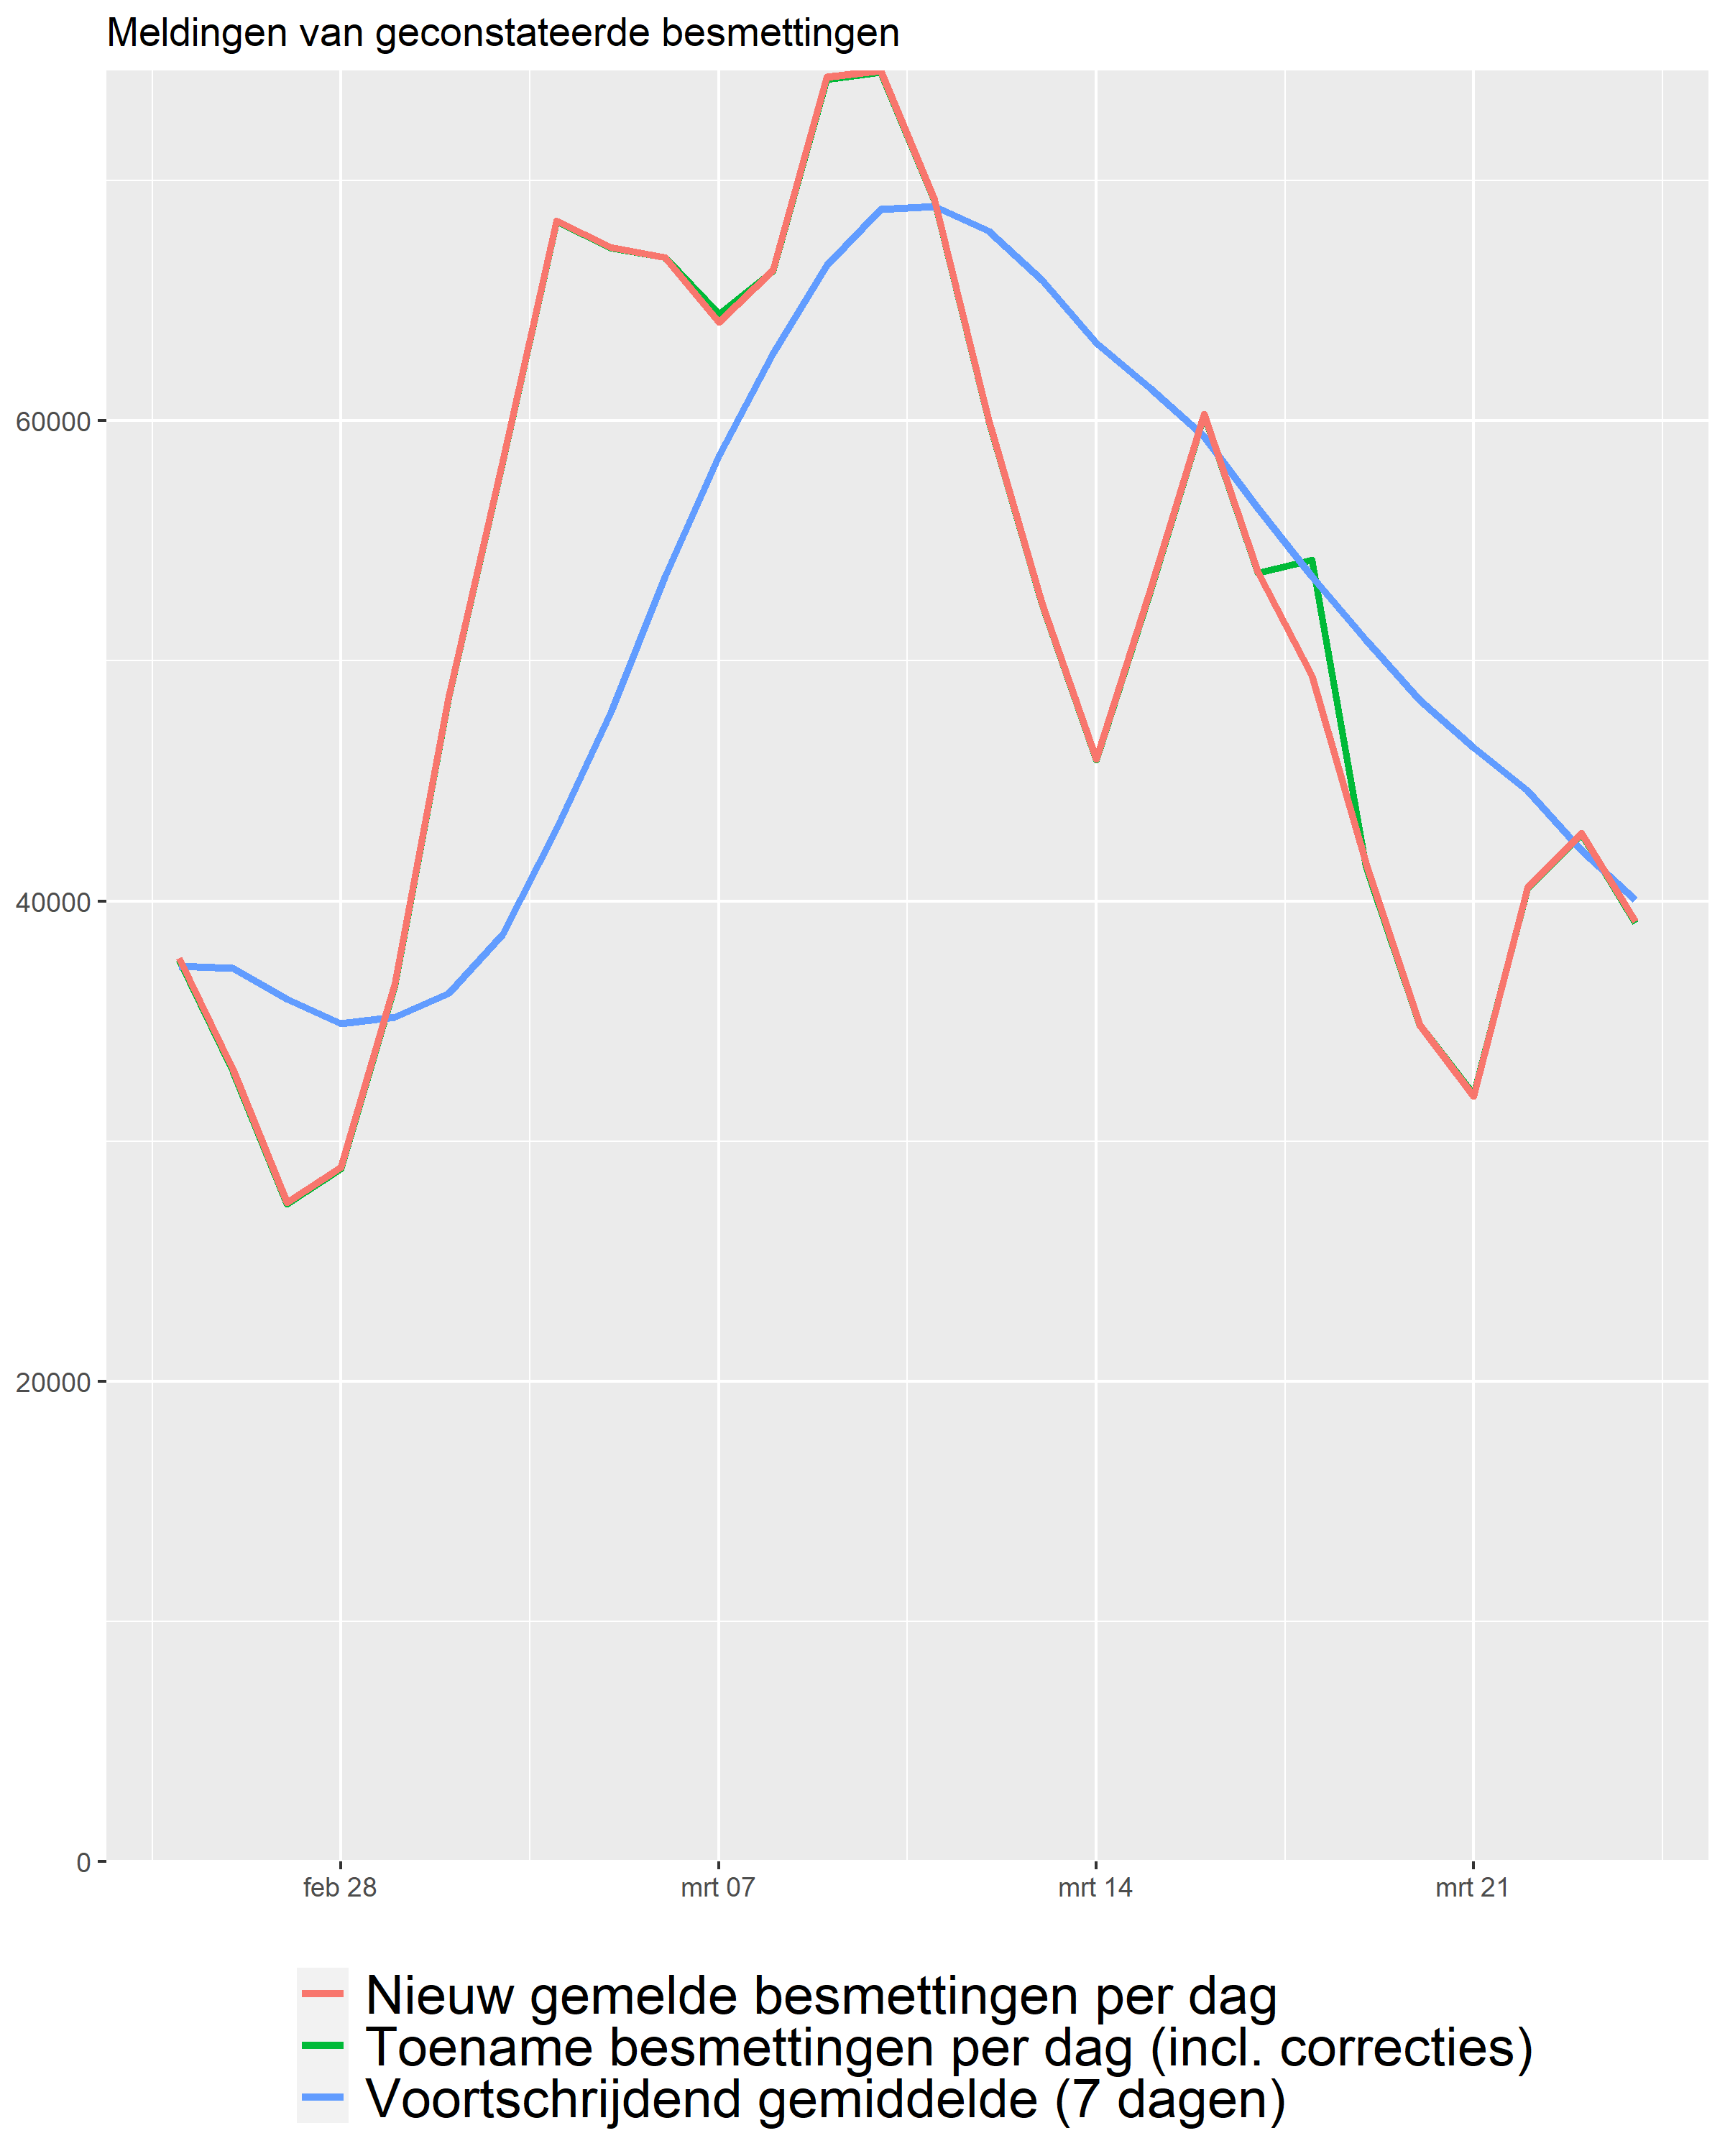 Meldingen van geconstateerde besmettingen
60000
40000
20000
0
feb 28 mrt 07 mrt 14 mrt 21
Nieuw gemelde besmettingen per dag
Toename besmettingen per dag (incl. correcties)
Voortschrijdend gemiddelde (7 dagen)